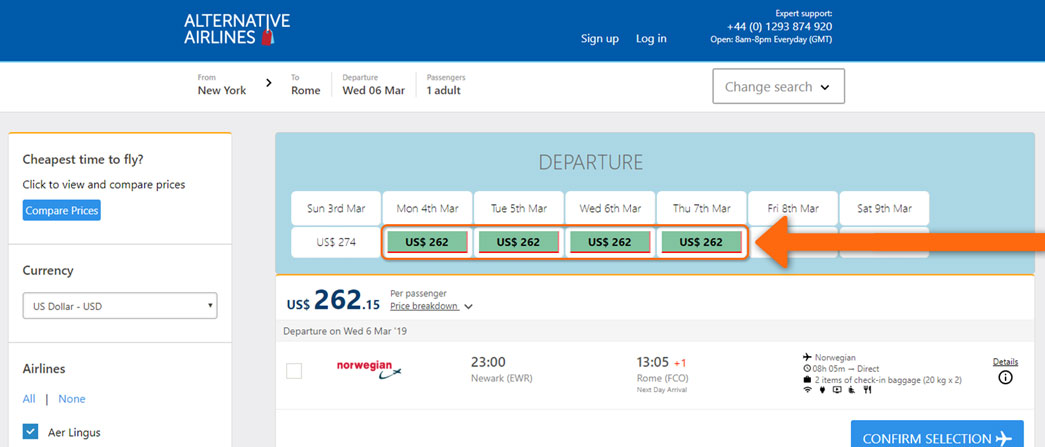 ALTERNATIVE
AIRLINES
Sign up
Log in
Expert support:
+44 (0) 1293 874 920
Open: 8am-8pm Everyday (GMT)
From
New York
To
Rome
Departure
Wed 06 Mar
Passengers
1 adult
Change search
Cheapest time to fly?
Click to view and compare prices
Compare Prices
Currency
US Dollar - USD
Airlines
All | None
Aer Lingus
DEPARTURE
Sun 3rd Mar Mon 4th Mar Tue 5th Mar Wed 6th Mar Thu 7th Mar Fri 8th Mar Sat 9th Mar
US$ 274 US$ 262 US$ 262 US$ 262 US$ 262
US$ 262.15
Per passenger
Price breakdown
Departure on Wed 6 Mar '19
norwegian
23:00
Newark (EWR)
13:05 +1
Rome (FCO)
Next Day Arrival
Norwegian
08h 05m → Direct
2 items of check-in baggage (20 kg x 2)
Details
CONFIRM SELECTION